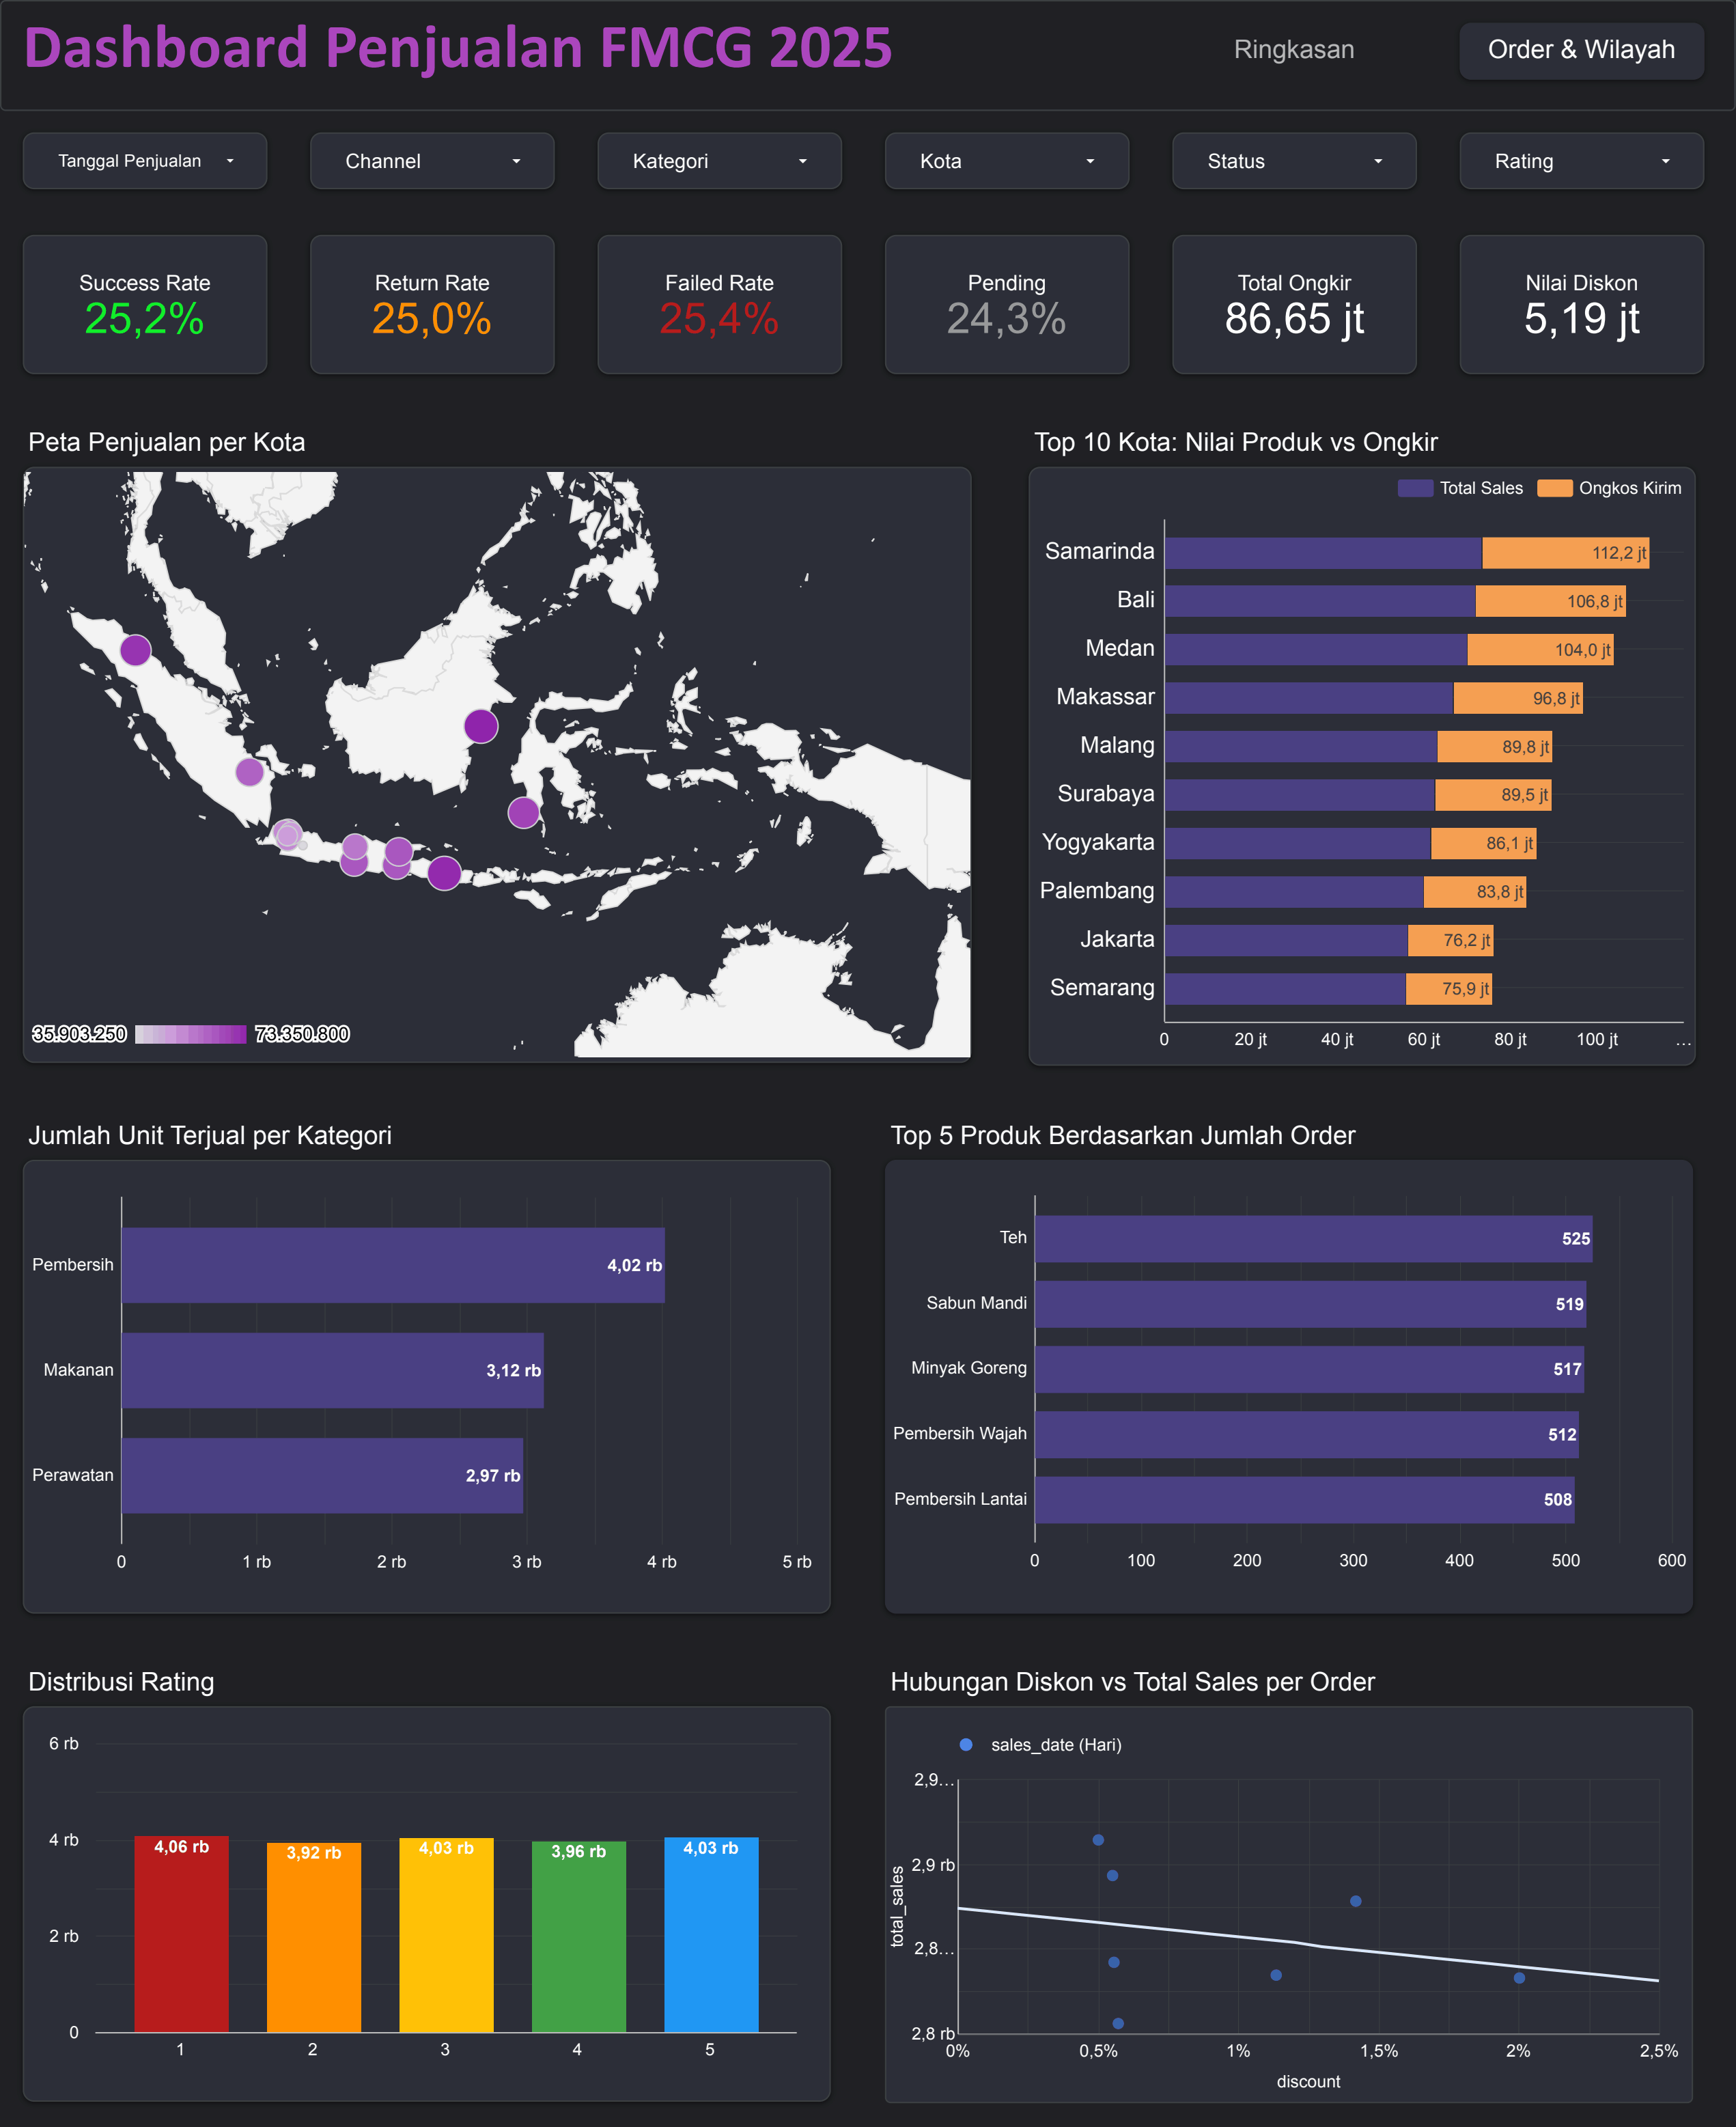 Dashboard Penjualan FMCG 2025
Ringkasan
Order & Wilayah
Tanggal Penjualan
Channel
Kategori
Kota
Status
Rating
Success Rate
25,2%
Return Rate
25,0%
Failed Rate
25,4%
Pending
24,3%
Total Ongkir
86,65 jt
Nilai Diskon
5,19 jt
Peta Penjualan per Kota
35.903.250
73.350.800
Top 10 Kota: Nilai Produk vs Ongkir
Total Sales
Ongkos Kirim
Samarinda
112,2 jt
Bali
106,8 jt
Medan
104,0 jt
Makassar
96,8 jt
Malang
89,8 jt
Surabaya
89,5 jt
Yogyakarta
86,1 jt
Palembang
83,8 jt
Jakarta
76,2 jt
Semarang
75,9 jt
0
20 jt
40 jt
60 jt
80 jt
100 jt
...
Jumlah Unit Terjual per Kategori
Pembersih
4,02 rb
Makanan
3,12 rb
Perawatan
2,97 rb
0
1 rb
2 rb
3 rb
4 rb
5 rb
Top 5 Produk Berdasarkan Jumlah Order
Teh
525
Sabun Mandi
519
Minyak Goreng
517
Pembersih Wajah
512
Pembersih Lantai
508
0
100
200
300
400
500
600
Distribusi Rating
6 rb
4 rb
2 rb
0
4,06 rb
3,92 rb
4,03 rb
3,96 rb
4,03 rb
1
2
3
4
5
Hubungan Diskon vs Total Sales per Order
sales_date (Hari)
total_sales
2,9...
2,9 rb
2,8...
2,8 rb
0%
0,5%
1%
1,5%
2%
2,5%
discount